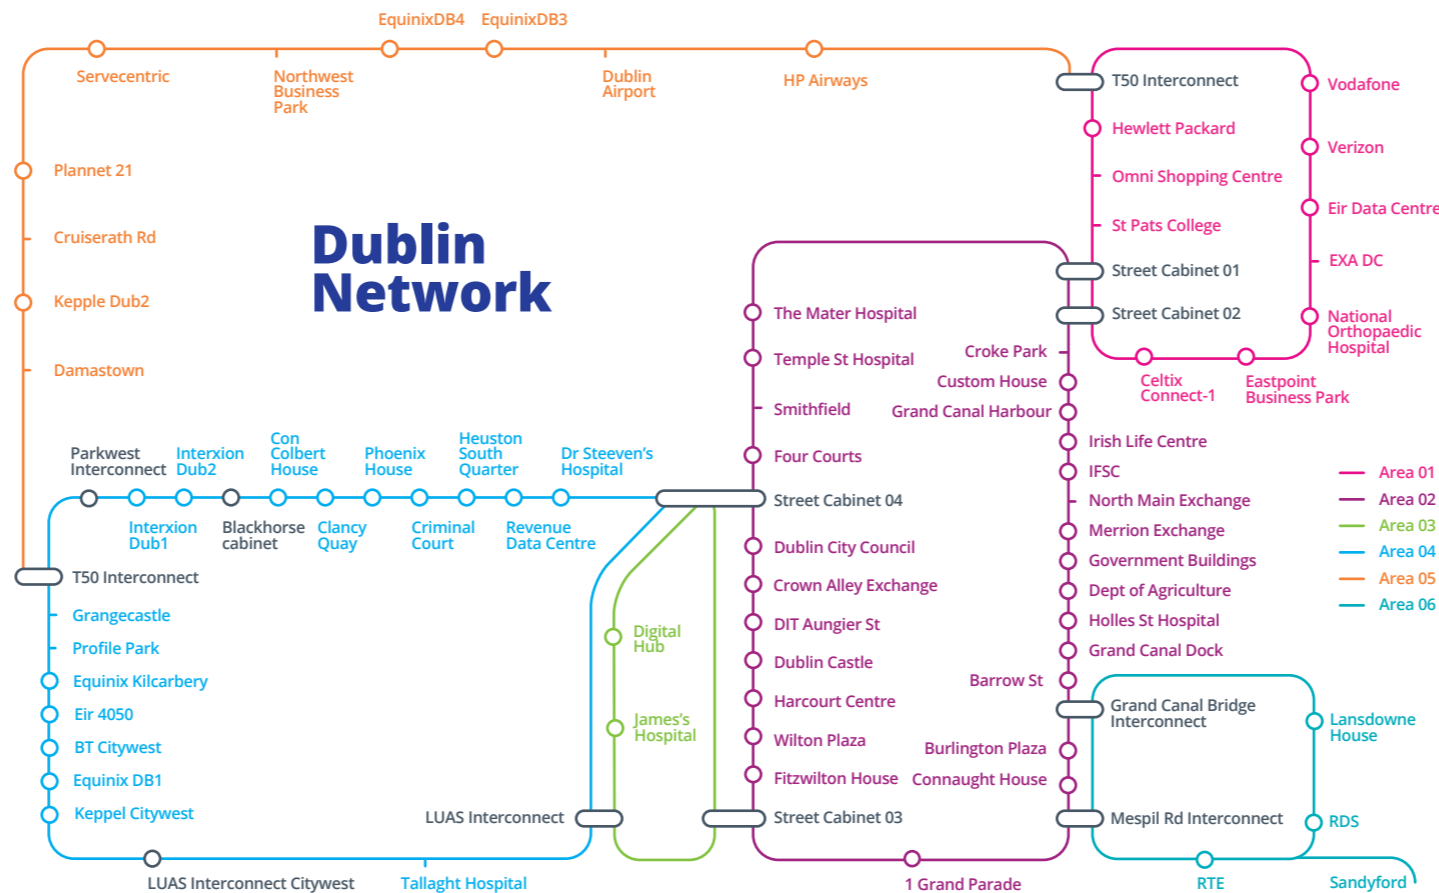 EquinixDB4
EquinixDB3
Servecentric
Northwest
Business
Park
Dublin
Airport
HP Airways
T50 Interconnect
Vodafone
Hewlett Packard
Verizon
Omni Shopping Centre
Eir Data Centre
St Pats College
EXA DC
Street Cabinet 01
Street Cabinet 02
National
Orthopaedic
Hospital
Celtix
Connect-1
Eastpoint
Business Park
Plannet 21
Cruiserath Rd
Kepple Dub2
Damastown
Dublin
Network
The Mater Hospital
Temple St Hospital
Smithfield
Four Courts
Street Cabinet 04
Dublin City Council
Crown Alley Exchange
DIT Aungier St
Dublin Castle
Harcourt Centre
Wilton Plaza
Fitzwilton House
Street Cabinet 03
Croke Park
Custom House
Grand Canal Harbour
Irish Life Centre
IFSC
North Main Exchange
Merrion Exchange
Government Buildings
Dept of Agriculture
Holles St Hospital
Grand Canal Dock
Barrow St
Grand Canal Bridge
Interconnect
Burlington Plaza
Connaught House
Mespil Rd Interconnect
1 Grand Parade
Lansdowne
House
RDS
RTE
Sandyford
Area 01
Area 02
Area 03
Area 04
Area 05
Area 06
Parkwest
Interconnect
Interxion
Dub2
Con
Colbert
House
Phoenix
House
Heuston
South
Quarter
Dr Steeven's
Hospital
Interxion
Dub1
Blackhorse
cabinet
Clancy
Quay
Criminal
Court
Revenue
Data Centre
T50 Interconnect
Grangecastle
Profile Park
Equinix Kilcarbery
Eir 4050
BT Citywest
Equinix DB1
Keppel Citywest
LUAS Interconnect Citywest
Tallaght Hospital
LUAS Interconnect
Digital
Hub
James's
Hospital